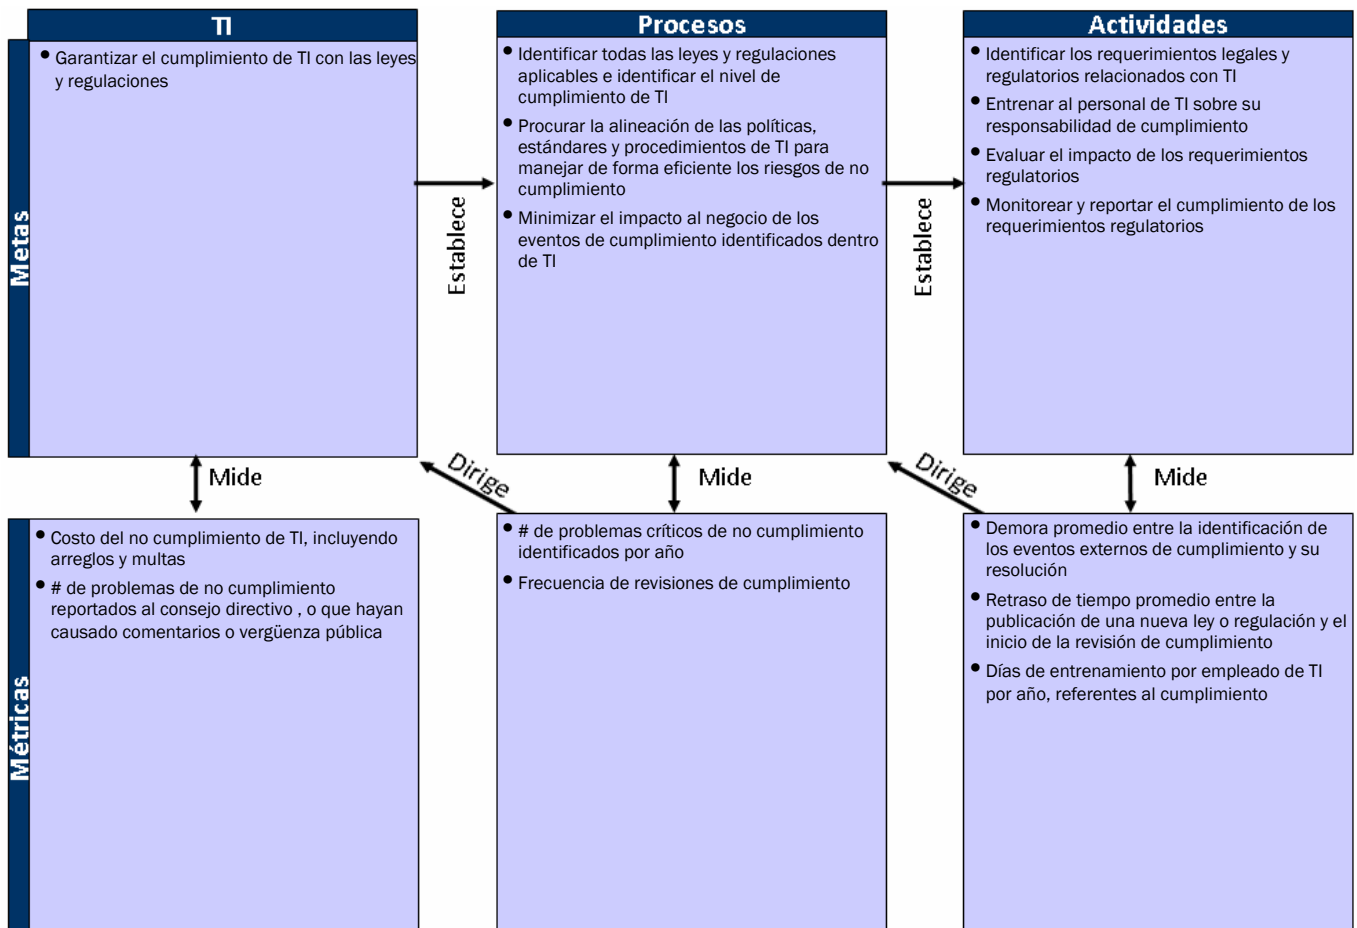 TI
Procesos
Actividades
Metas
• Garantizar el cumplimiento de TI con las leyes
y regulaciones
Establece
• Identificar todas las leyes y regulaciones
aplicables e identificar el nivel de
cumplimiento de TI
• Procurar la alineación de las políticas,
estándares y procedimientos de TI para
manejar de forma eficiente los riesgos de no
cumplimiento
• Minimizar el impacto al negocio de los
eventos de cumplimiento identificados dentro
de TI
Establece
• Identificar los requerimientos legales y
regulatorios relacionados con TI
• Entrenar al personal de TI sobre su
responsabilidad de cumplimiento
• Evaluar el impacto de los requerimientos
regulatorios
• Monitorear y reportar el cumplimiento de los
requerimientos regulatorios
Mide
Dirige
Mide
Dirige
Mide
Métricas
• Costo del no cumplimiento de TI, incluyendo
arreglos y multas
• # de problemas de no cumplimiento
reportados al consejo directivo , o que hayan
causado comentarios o vergüenza pública
• # de problemas críticos de no cumplimiento
identificados por año
• Frecuencia de revisiones de cumplimiento
• Demora promedio entre la identificación de
los eventos externos de cumplimiento y su
resolución
• Retraso de tiempo promedio entre la
publicación de una nueva ley o regulación y el
inicio de la revisión de cumplimiento
• Días de entrenamiento por empleado de TI
por año, referentes al cumplimiento